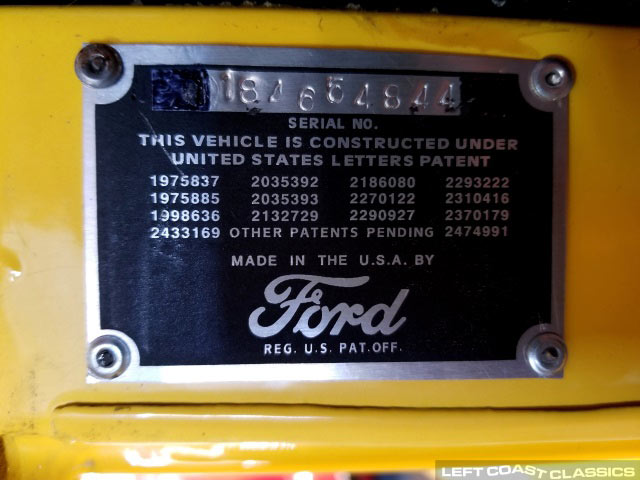 184654844
SERIAL NO.
THIS VEHICLE IS CONSTRUCTED UNDER
UNITED STATES LETTERS PATENT
1975837 2035392 2186080 2293222
1975885 2035393 2270122 2310416
1998636 2132729 2290927 2370179
2433169 OTHER PATENTS PENDING 2474991
MADE IN THE U.S.A. BY
Ford
REG. U.S. PAT. OFF.
LEFT COAST CLASSICS